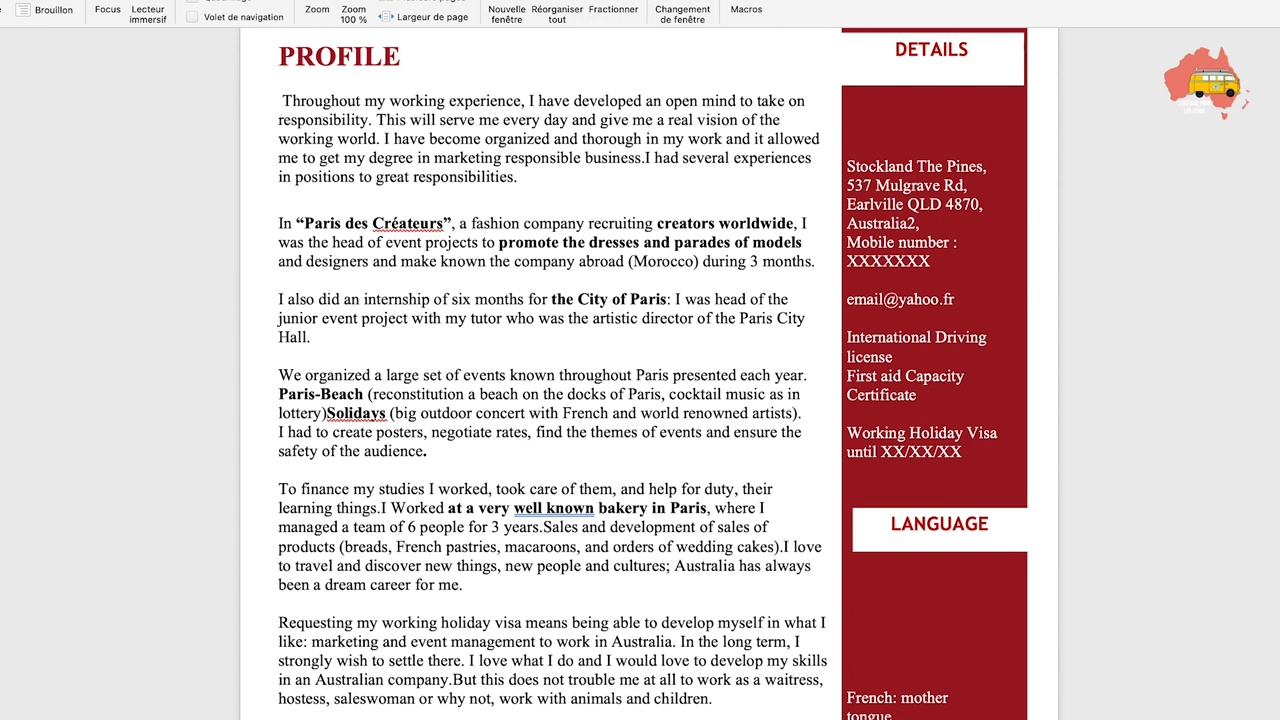 Brouillon
Focus
Lecteur
immersif
Volet de navigation
Zoom
Zoom
100 %
Largeur de page
Nouvelle
fenêtre
Réorganiser
tout
Fractionner
Changement
de fenêtre
Macros
PROFILE
Throughout my working experience, I have developed an open mind to take on
responsibility. This will serve me every day and give me a real vision of the
working world. I have become organized and thorough in my work and it allowed
me to get my degree in marketing responsible business.I had several experiences
in positions to great responsibilities.
In “Paris des Créateurs”, a fashion company recruiting creators worldwide, I
was the head of event projects to promote the dresses and parades of models
and designers and make known the company abroad (Morocco) during 3 months.
I also did an internship of six months for the City of Paris: I was head of the
junior event project with my tutor who was the artistic director of the Paris City
Hall.
We organized a large set of events known throughout Paris presented each year.
Paris-Beach (reconstitution a beach on the docks of Paris, cocktail music as in
lottery)Solidays (big outdoor concert with French and world renowned artists).
I had to create posters, negotiate rates, find the themes of events and ensure the
safety of the audience.
To finance my studies I worked, took care of them, and help for duty, their
learning things.I Worked at a very well known bakery in Paris, where I
managed a team of 6 people for 3 years.Sales and development of sales of
products (breads, French pastries, macaroons, and orders of wedding cakes).I love
to travel and discover new things, new people and cultures; Australia has always
been a dream career for me.
Requesting my working holiday visa means being able to develop myself in what I
like: marketing and event management to work in Australia. In the long term, I
strongly wish to settle there. I love what I do and I would love to develop my skills
in an Australian company.But this does not trouble me at all to work as a waitress,
hostess, saleswoman or why not, work with animals and children.
DETAILS
Stockland The Pines,
537 Mulgrave Rd,
Earlville QLD 4870,
Australia2,
Mobile number :
XXXXXXX
email@yahoo.fr
International Driving
license
First aid Capacity
Certificate
Working Holiday Visa
until XX/XX/XX
LANGUAGE
French: mother
tongue